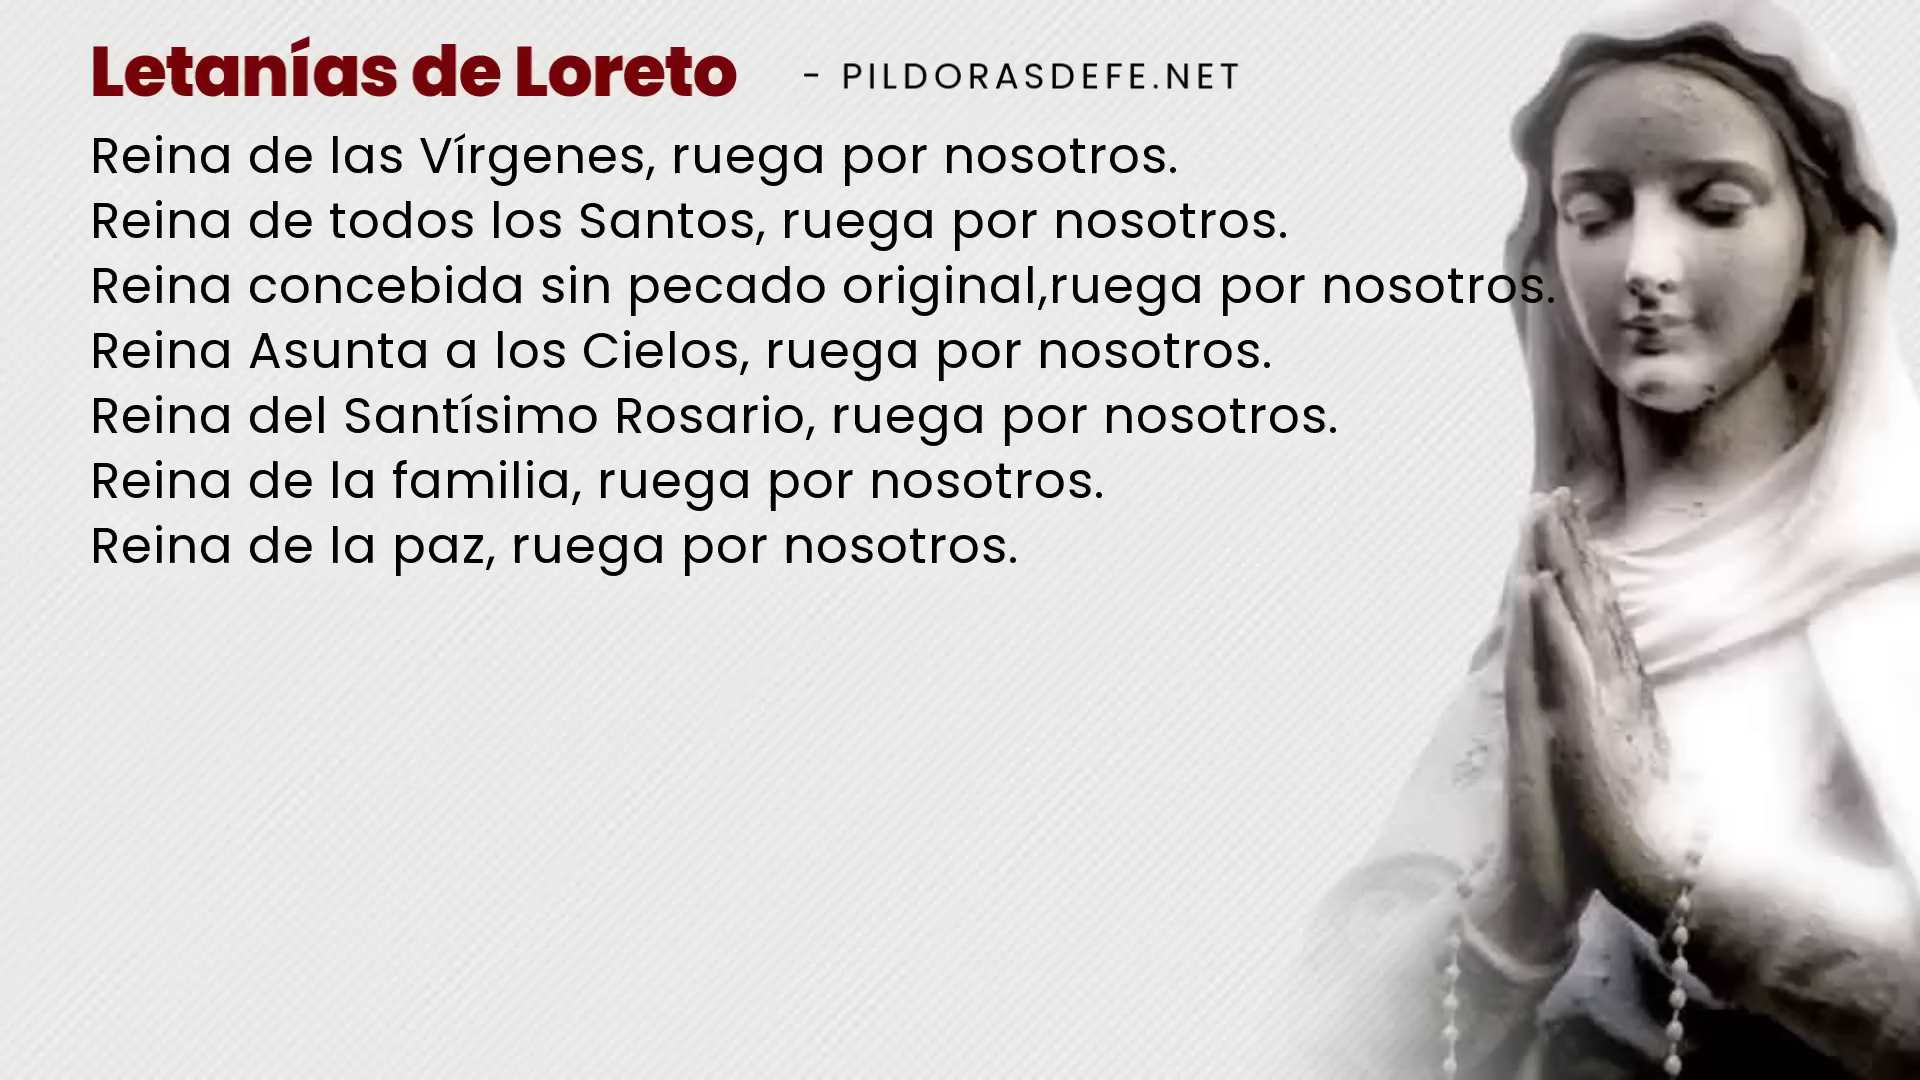 Letanías de Loreto - PILDORASDEFE.NET
Reina de las Vírgenes, ruega por nosotros.
Reina de todos los Santos, ruega por nosotros.
Reina concebida sin pecado original,ruega por nosotros.
Reina Asunta a los Cielos, ruega por nosotros.
Reina del Santísimo Rosario, ruega por nosotros.
Reina de la familia, ruega por nosotros.
Reina de la paz, ruega por nosotros.